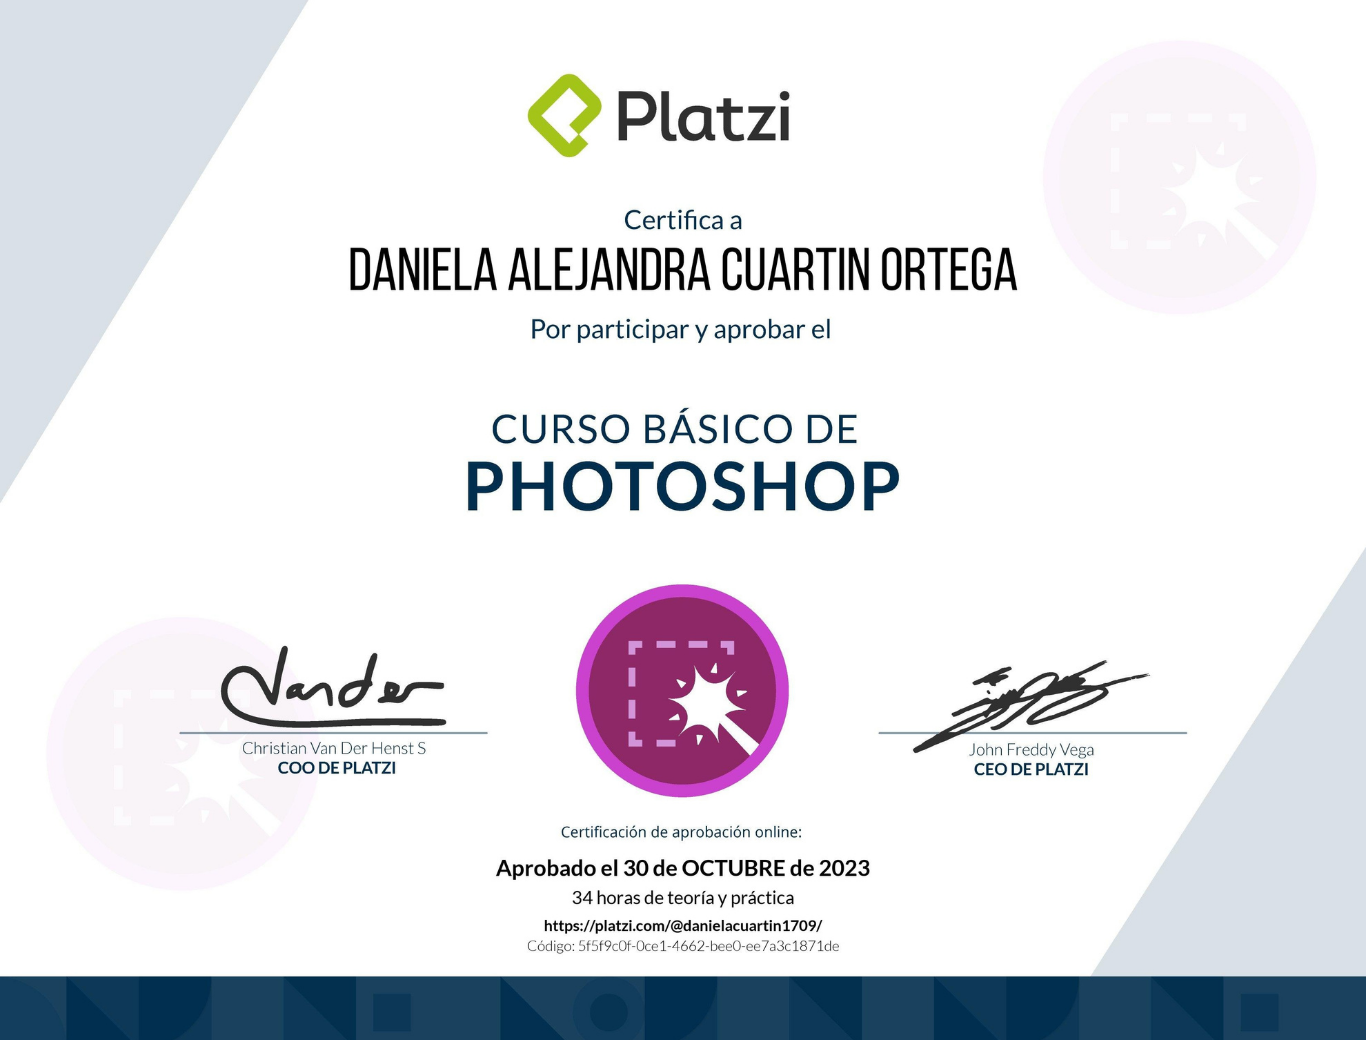 Platzi
Certifica a
DANIELA ALEJANDRA CUARTIN ORTEGA
Por participar y aprobar el
CURSO BÁSICO DE
PHOTOSHOP
Vander
Christian Van Der Henst S
COO DE PLATZI
John Freddy Vega
CEO DE PLATZI
Certificación de aprobación online:
Aprobado el 30 de OCTUBRE de 2023
34 horas de teoría y práctica
https://platzi.com/@danielacuartin1709/
Código: 5f5f9c0f-0ce1-4662-bee0-ee7a3c1871de